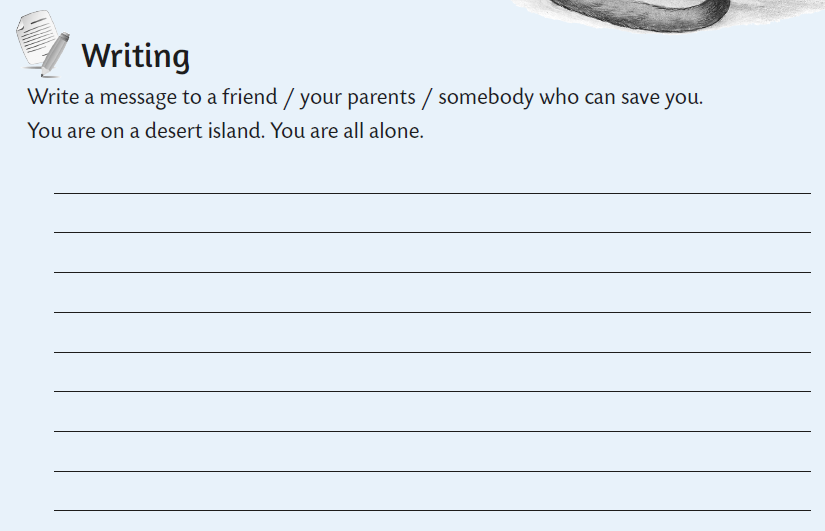 Writing
Write a message to a friend / your parents / somebody who can save you.
You are on a desert island. You are all alone.